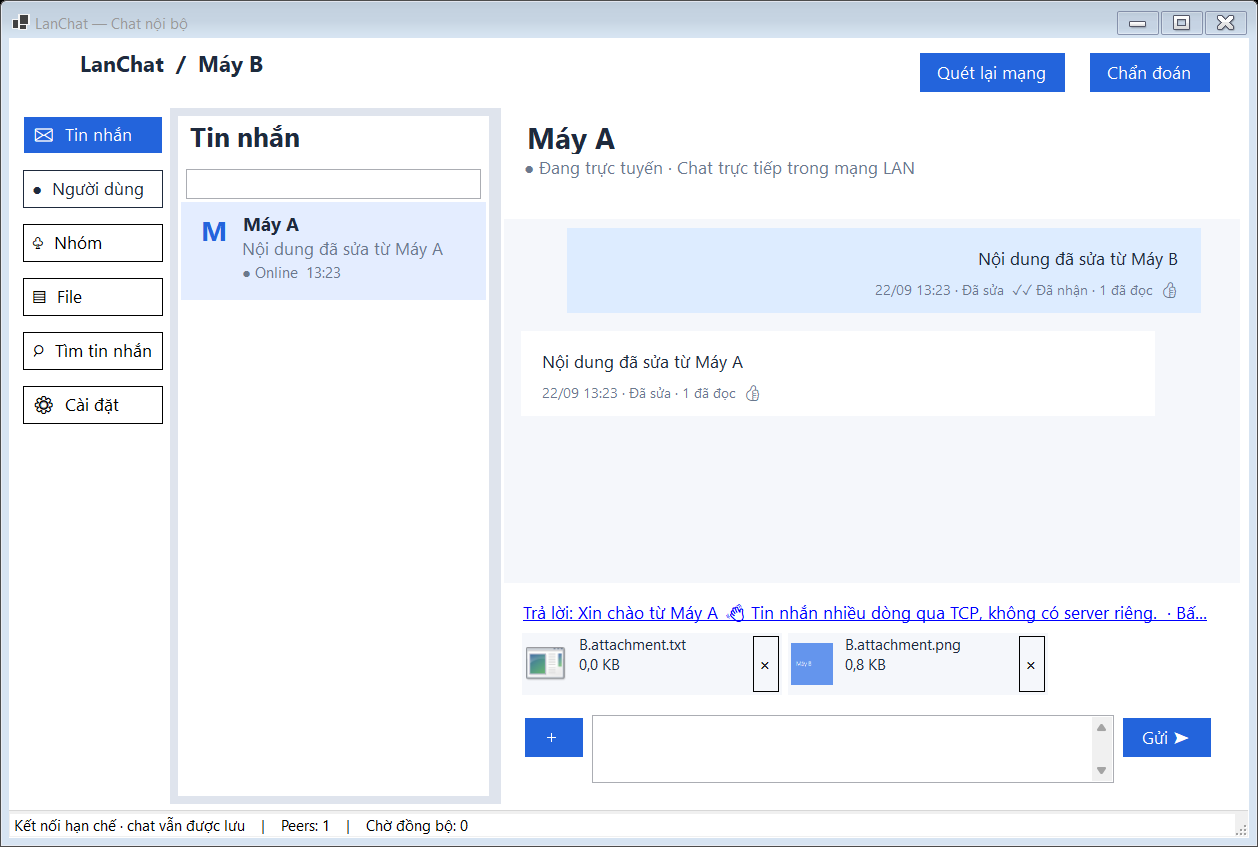 LanChat — Chat nội bộ
LanChat / Máy B
Quét lại mạng
Chẩn đoán
Tin nhắn
Người dùng
Nhóm
File
Tìm tin nhắn
Cài đặt
Tin nhắn
M
Máy A
Nội dung đã sửa từ Máy A
● Online 13:23
Máy A
● Đang trực tuyến · Chat trực tiếp trong mạng LAN
Nội dung đã sửa từ Máy B
22/09 13:23 · Đã sửa ✓✓ Đã nhận · 1 đã đọc
Nội dung đã sửa từ Máy A
22/09 13:23 · Đã sửa · 1 đã đọc
Trả lời: Xin chào từ Máy A 👋 Tin nhắn nhiều dòng qua TCP, không có server riêng. · Bấ...
B.attachment.txt
0,0 KB
×
Máy B
B.attachment.png
0,8 KB
×
+
Gửi ➤
Kết nối hạn chế · chat vẫn được lưu | Peers: 1 | Chờ đồng bộ: 0